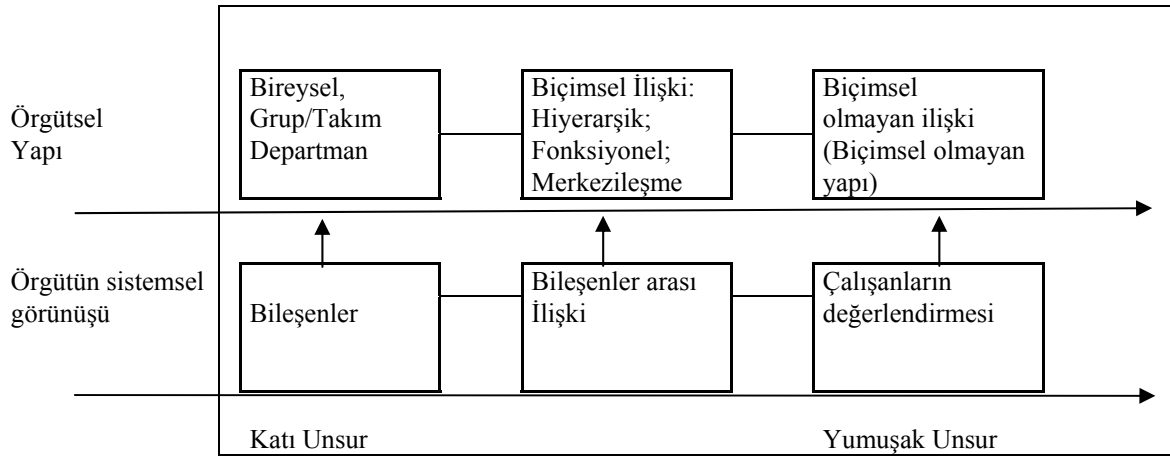 Örgütsel
Yapı
Bireysel,
Grup/Takım
Departman
Biçimsel İlişki:
Hiyerarşik;
Fonksiyonel;
Merkezileşme
Biçimsel
olmayan ilişki
(Biçimsel olmayan
yapı)
Örgütün sistemsel
görünüşü
Bileşenler
Bileşenler arası
İlişki
Çalışanların
değerlendirmesi
Katı Unsur
Yumuşak Unsur